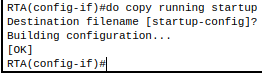 RTA(config-if)#do copy running startup
Destination filename [startup-config]?
Building configuration...
[OK]
RTA(config-if)#